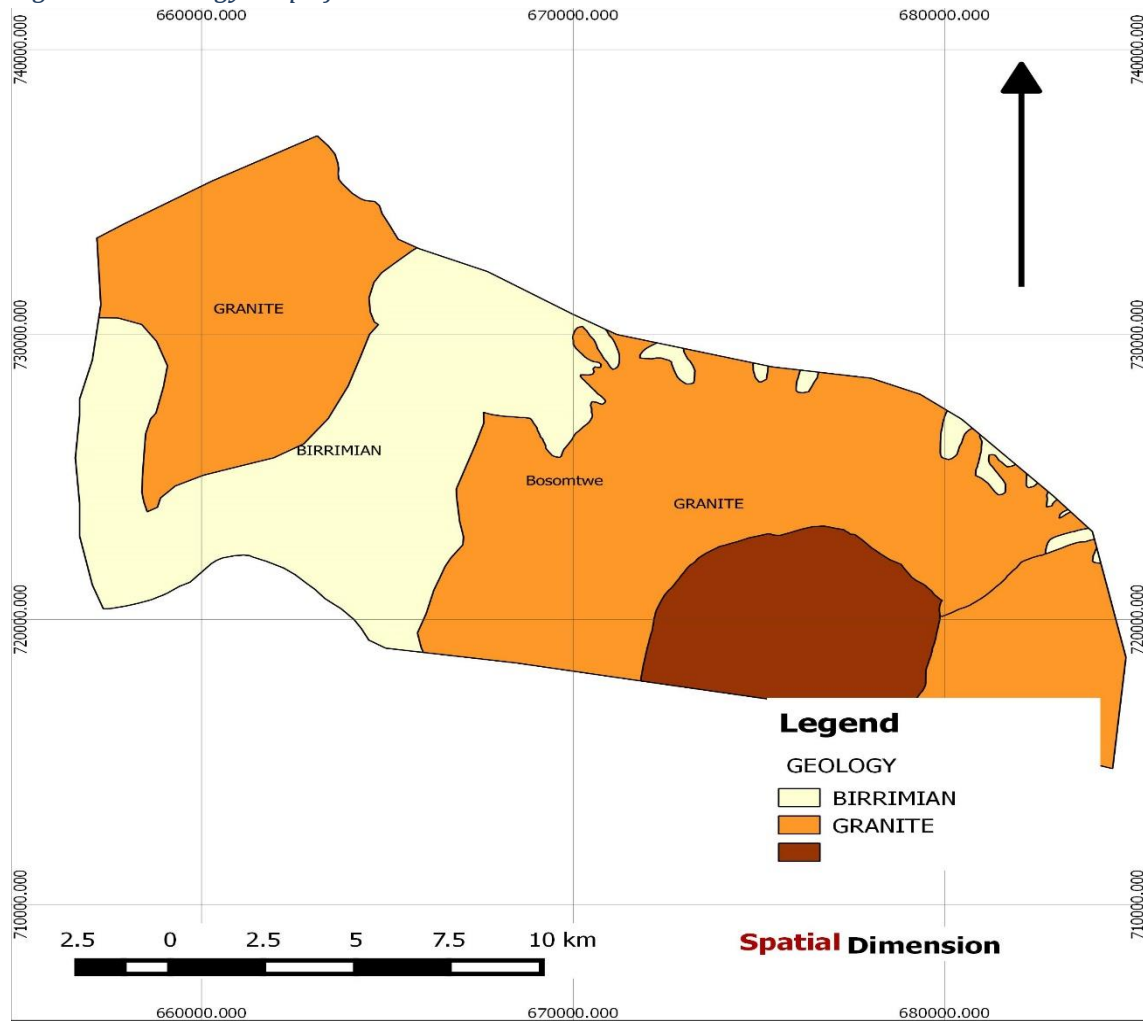 660000.000 670000.000 680000.000
740000.000 740000.000
730000.000 730000.000
720000.000 720000.000
710000.000 710000.000
GRANITE
BIRRIMIAN
Bosomtwe
GRANITE
Legend
GEOLOGY
BIRRIMIAN
GRANITE
2.5 0 2.5 5 7.5 10 km
Spatial Dimension
660000.000 670000.000 680000.000